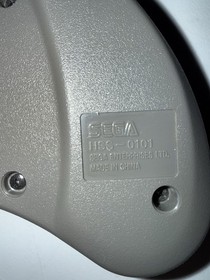 SEGA
HSS-0101
SEGA ENTERPRISES LTD.
MADE IN CHINA